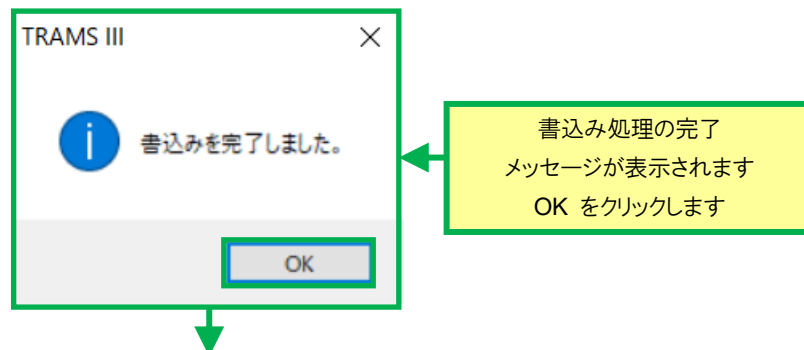 TRAMS III
書込みを完了しました。
OK
書込み処理の完了
メッセージが表示されます
OK をクリックします